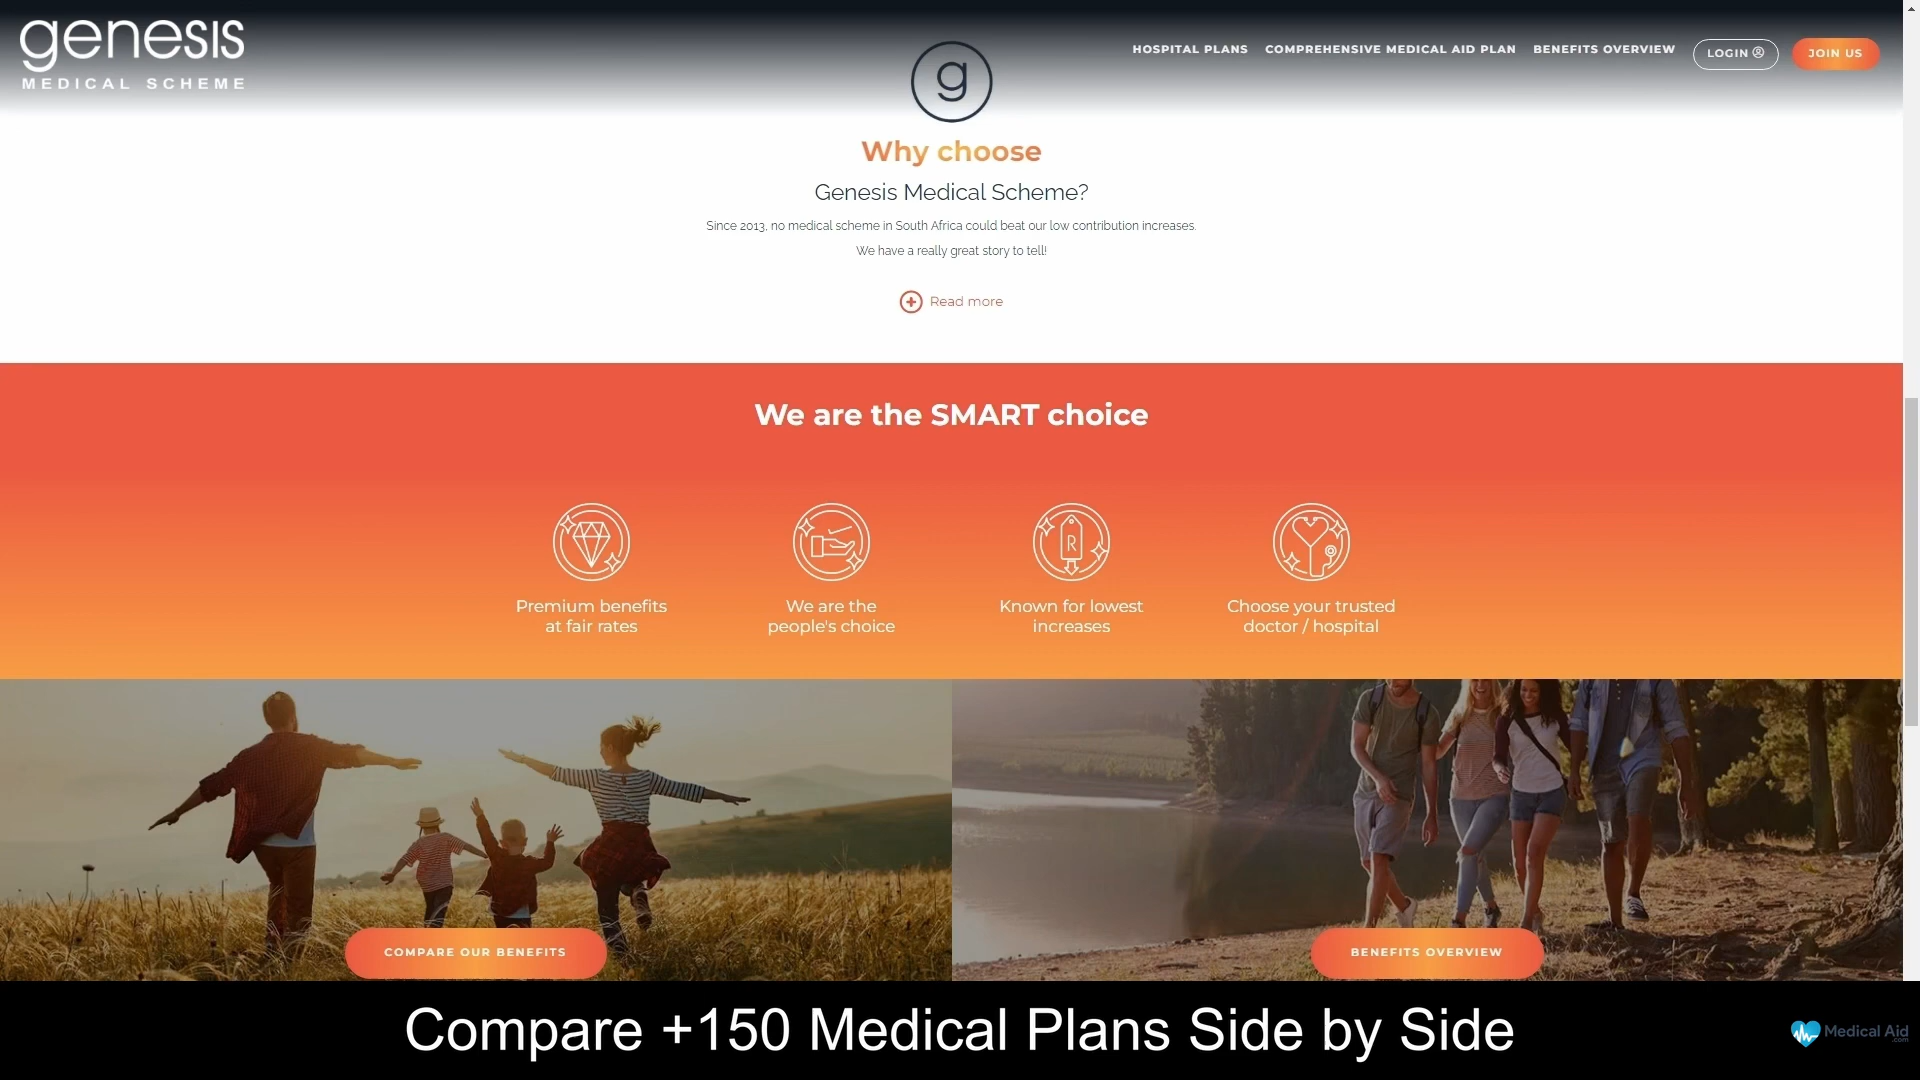 genesis
MEDICAL SCHEME
HOSPITAL PLANS
COMPREHENSIVE MEDICAL AID PLAN
BENEFITS OVERVIEW
LOGIN
JOIN US
g
Why choose
Genesis Medical Scheme?
Since 2013, no medical scheme in South Africa could beat our low contribution increases.
We have a really great story to tell!
Read more
We are the SMART choice
Premium benefits
at fair rates
We are the
people's choice
R
Known for lowest
increases
Choose your trusted
doctor / hospital
COMPARE OUR BENEFITS
BENEFITS OVERVIEW
Compare +150 Medical Plans Side by Side
Medical Aid
.com